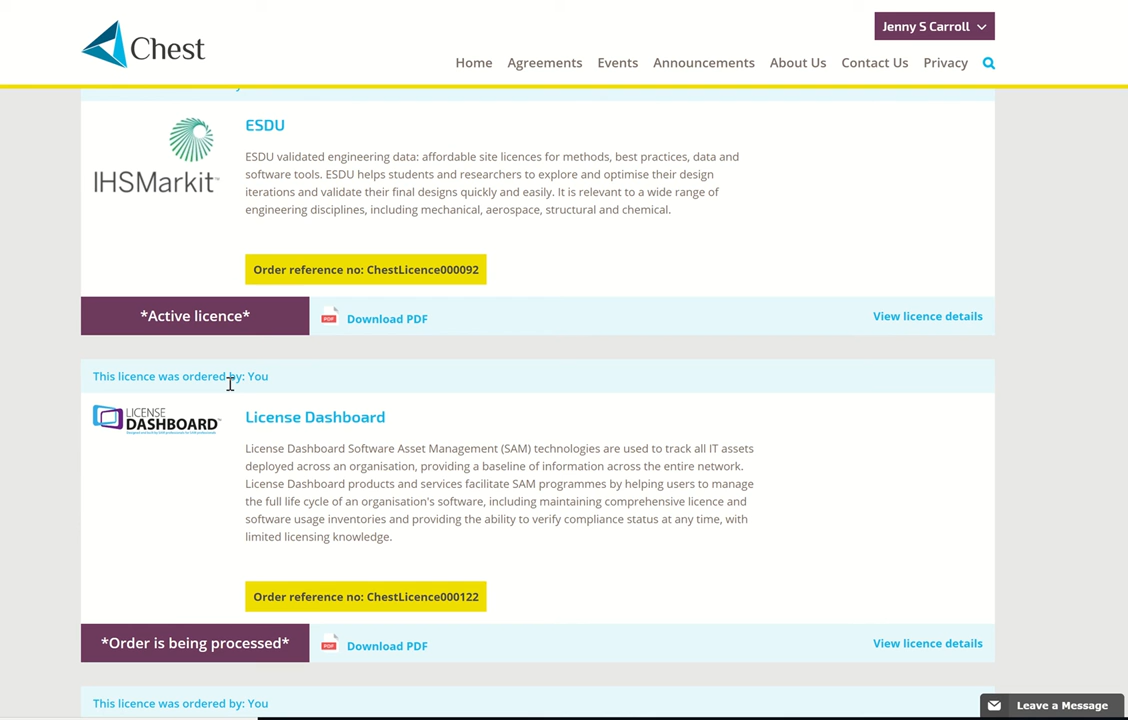 Jenny S Carroll
Chest
Home Agreements Events Announcements About Us Contact Us Privacy
ESDU
IHSMarkit™
ESDU validated engineering data: affordable site licences for methods, best practices, data and
software tools. ESDU helps students and researchers to explore and optimise their design
iterations and validate their final designs quickly and easily. It is relevant to a wide range of
engineering disciplines, including mechanical, aerospace, structural and chemical.
Order reference no: ChestLicence000092
*Active licence*
PDF
Download PDF
View licence details
This licence was ordered by: You
LICENSE
DASHBOARD™
License Dashboard
License Dashboard Software Asset Management (SAM) technologies are used to track all IT assets
deployed across an organisation, providing a baseline of information across the entire network.
License Dashboard products and services facilitate SAM programmes by helping users to manage
the full life cycle of an organisation's software, including maintaining comprehensive licence and
software usage inventories and providing the ability to verify compliance status at any time, with
limited licensing knowledge.
Order reference no: ChestLicence000122
*Order is being processed*
PDF
Download PDF
View licence details
This licence was ordered by: You
Leave a Message